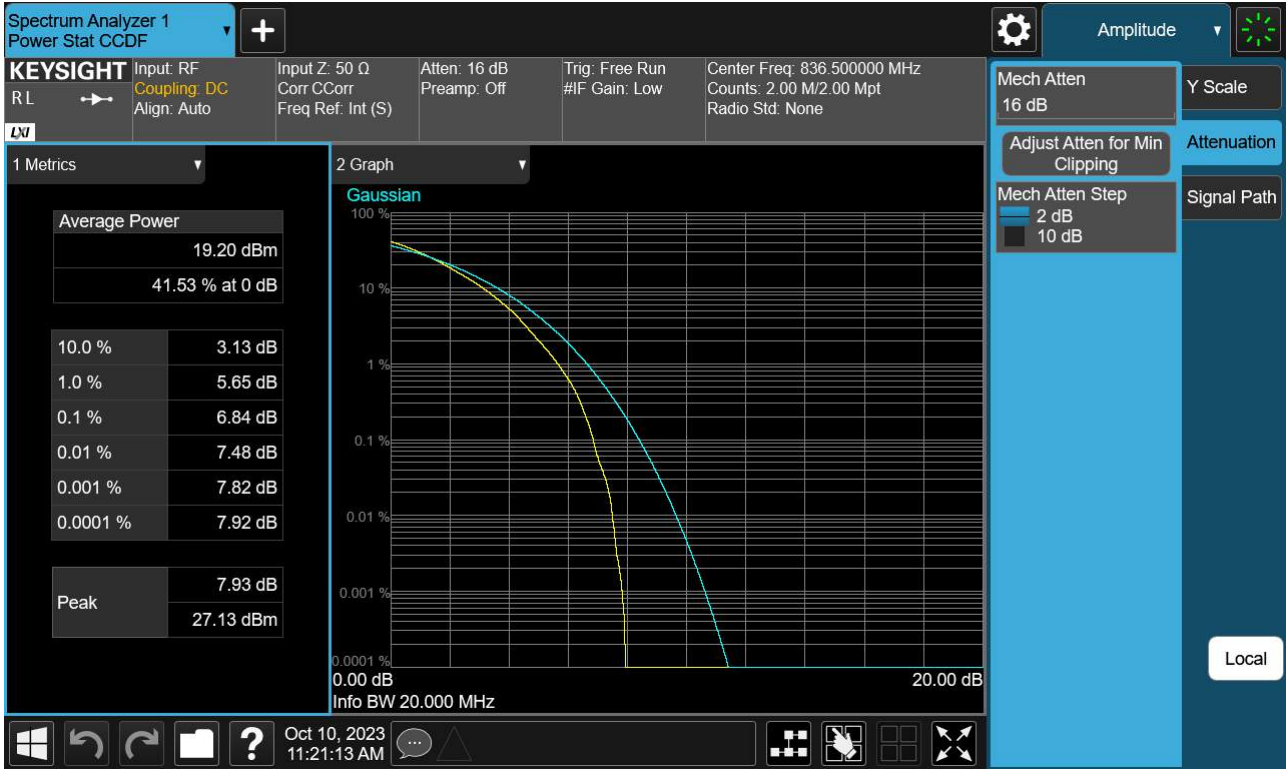 Spectrum Analyzer 1
Power Stat CCDF
Amplitude
KEYSIGHT
R L
LXI
Input: RF
Coupling: DC
Align: Auto
Input Z: 50 Ω
Corr CCorr
Freq Ref: Int (S)
Atten: 16 dB
Preamp: Off
Trig: Free Run
#IF Gain: Low
Center Freq: 836.500000 MHz
Counts: 2.00 M/2.00 Mpt
Radio Std: None
Mech Atten
16 dB
Adjust Atten for Min
Clipping
Mech Atten Step
2 dB
10 dB
Y Scale
Attenuation
Signal Path
Local
1 Metrics
Average Power
19.20 dBm
41.53 % at 0 dB
10.0 % 3.13 dB
1.0 % 5.65 dB
0.1 % 6.84 dB
0.01 % 7.48 dB
0.001 % 7.82 dB
0.0001 % 7.92 dB
Peak
7.93 dB
27.13 dBm
2 Graph
Gaussian
100 %
10 %
1 %
0.1 %
0.01 %
0.001 %
0.0001 %
0.00 dB 20.00 dB
Info BW 20.000 MHz
?
Oct 10, 2023
11:21:13 AM